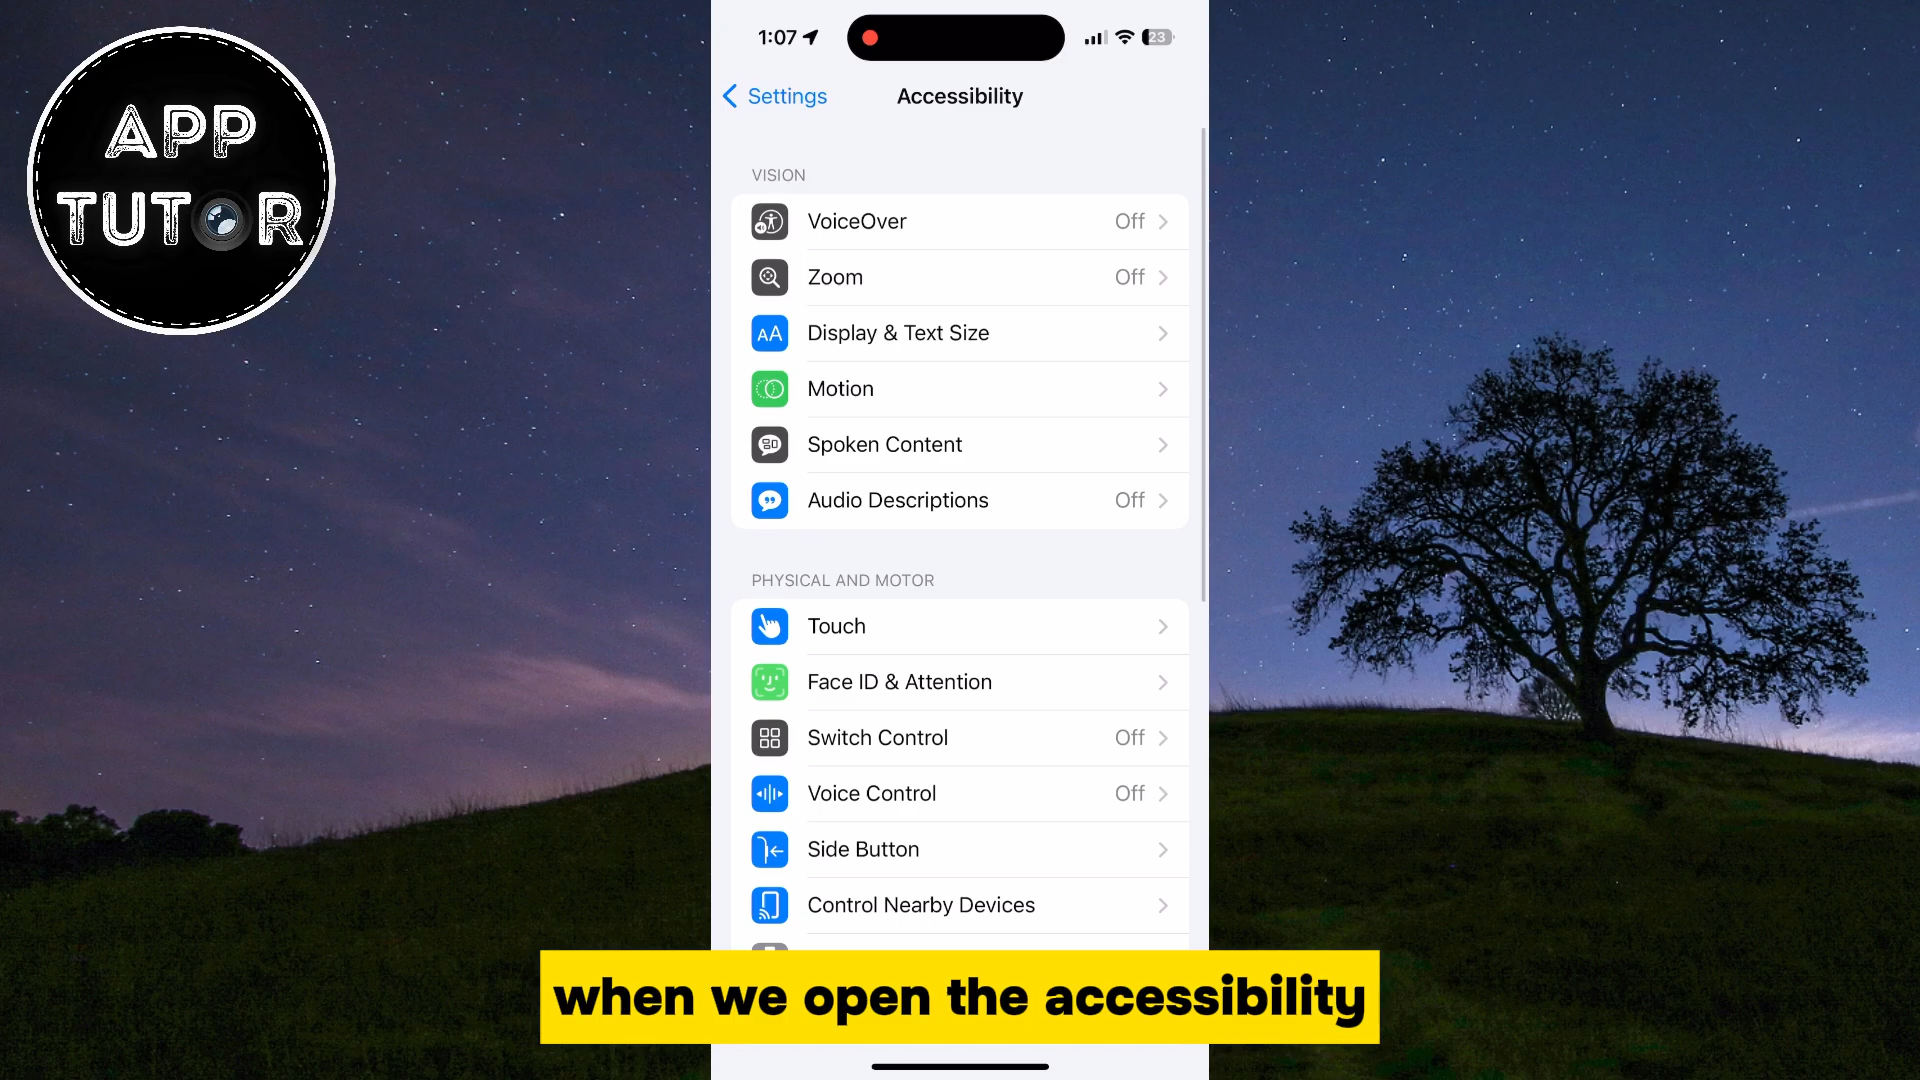 APP
TUTOR
1:07
23
Settings
Accessibility
VISION
VoiceOver Off
Zoom Off
AA Display & Text Size
Motion
Spoken Content
Audio Descriptions Off
PHYSICAL AND MOTOR
Touch
Face ID & Attention
Switch Control Off
Voice Control Off
Side Button
Control Nearby Devices
when we open the accessibility